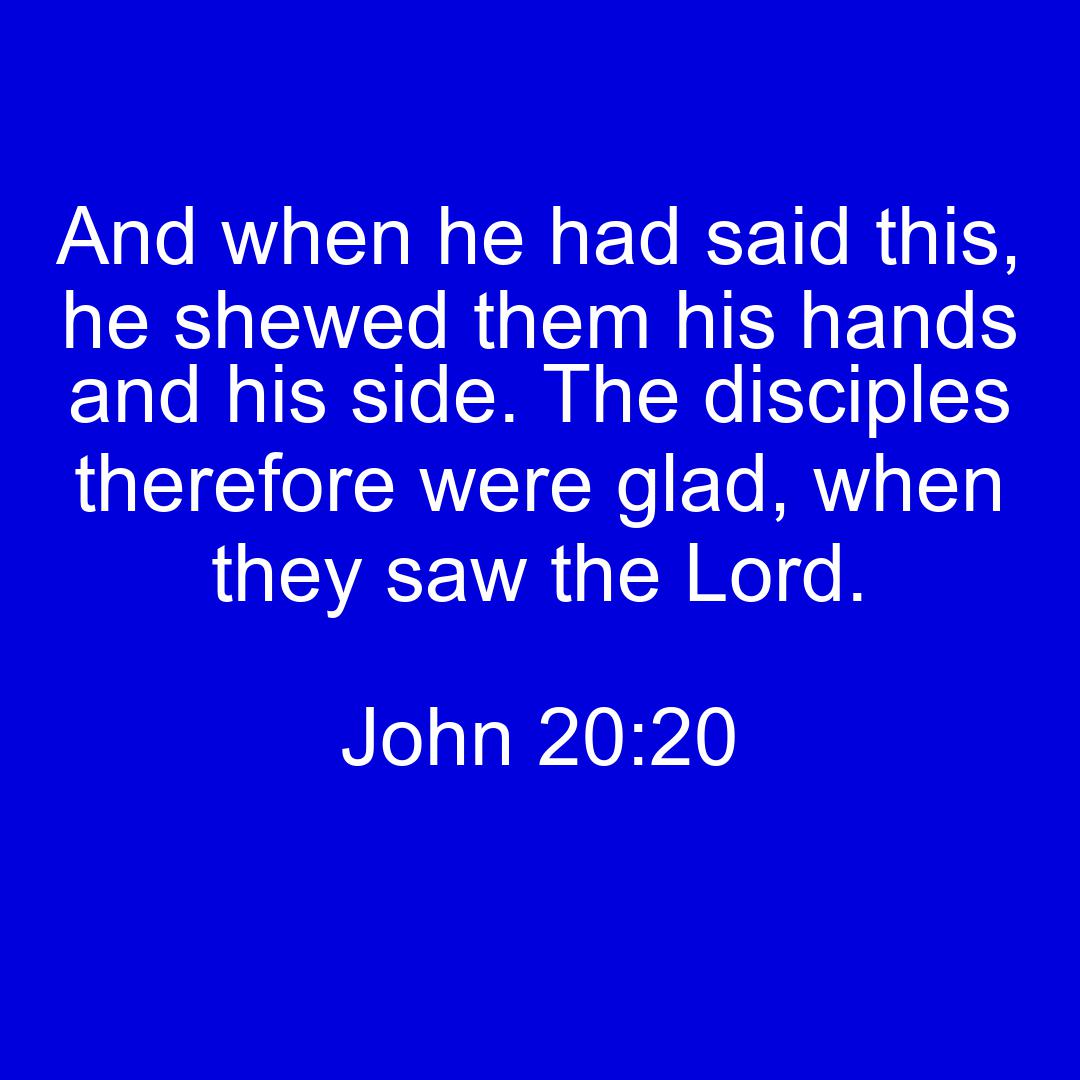 And when he had said this,
he shewed them his hands
and his side. The disciples
therefore were glad, when
they saw the Lord.
John 20:20